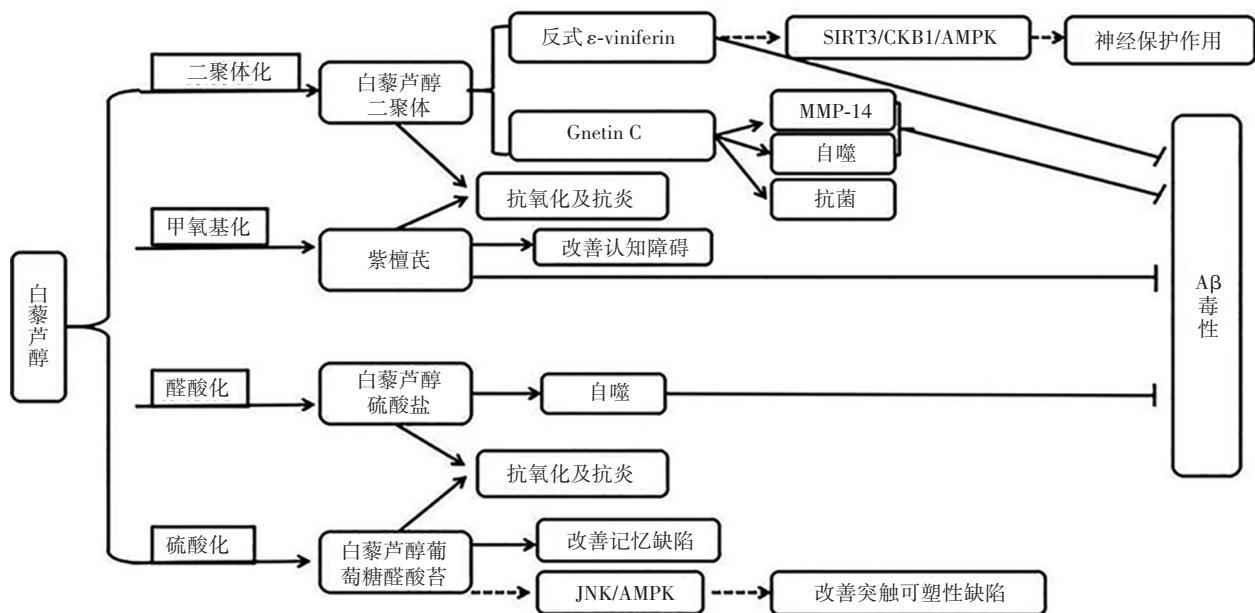 反式 ε-viniferin
SIRT3/CKB1/AMPK
神经保护作用
二聚体化
白藜芦醇
二聚体
Gnetin C
MMP-14
自噬
抗菌
抗氧化及抗炎
甲氧基化
紫檀芪
改善认知障碍
白
藜
芦
醇
Aβ
毒
性
醛酸化
白藜芦醇
硫酸盐
自噬
抗氧化及抗炎
硫酸化
白藜芦醇葡
萄糖醛酸苷
改善记忆缺陷
JNK/AMPK
改善突触可塑性缺陷